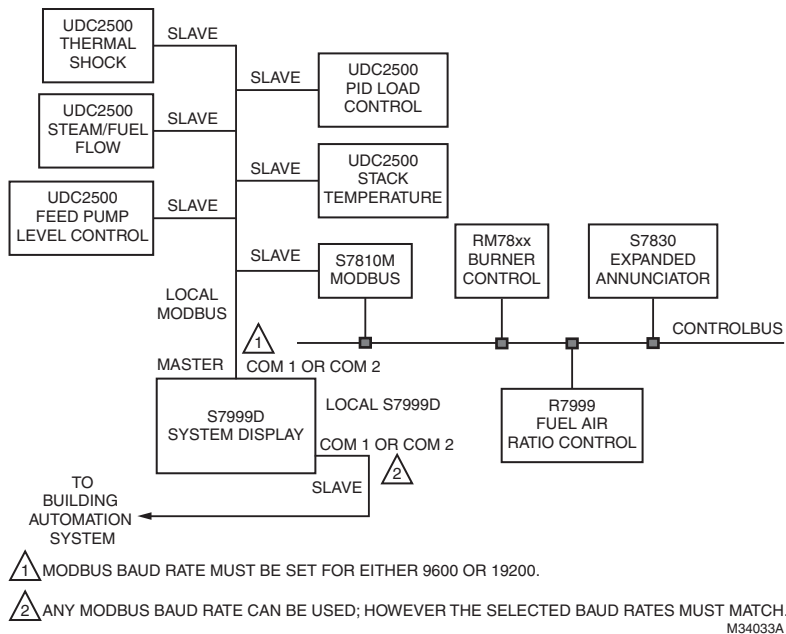 UDC2500
THERMAL
SHOCK
SLAVE
SLAVE
UDC2500
PID LOAD
CONTROL
UDC2500
STEAM/FUEL
FLOW
SLAVE
SLAVE
UDC2500
STACK
TEMPERATURE
UDC2500
FEED PUMP
LEVEL CONTROL
SLAVE
SLAVE
S7810M
MODBUS
RM78xx
BURNER
CONTROL
S7830
EXPANDED
ANNUNCIATOR
LOCAL
MODBUS
CONTROLBUS
1
MASTER
COM 1 OR COM 2
S7999D
SYSTEM DISPLAY
LOCAL S7999D
COM 1 OR COM 2
2
SLAVE
R7999
FUEL AIR
RATIO CONTROL
TO
BUILDING
AUTOMATION
SYSTEM
1 MODBUS BAUD RATE MUST BE SET FOR EITHER 9600 OR 19200.
2 ANY MODBUS BAUD RATE CAN BE USED; HOWEVER THE SELECTED BAUD RATES MUST MATCH.
M34033A